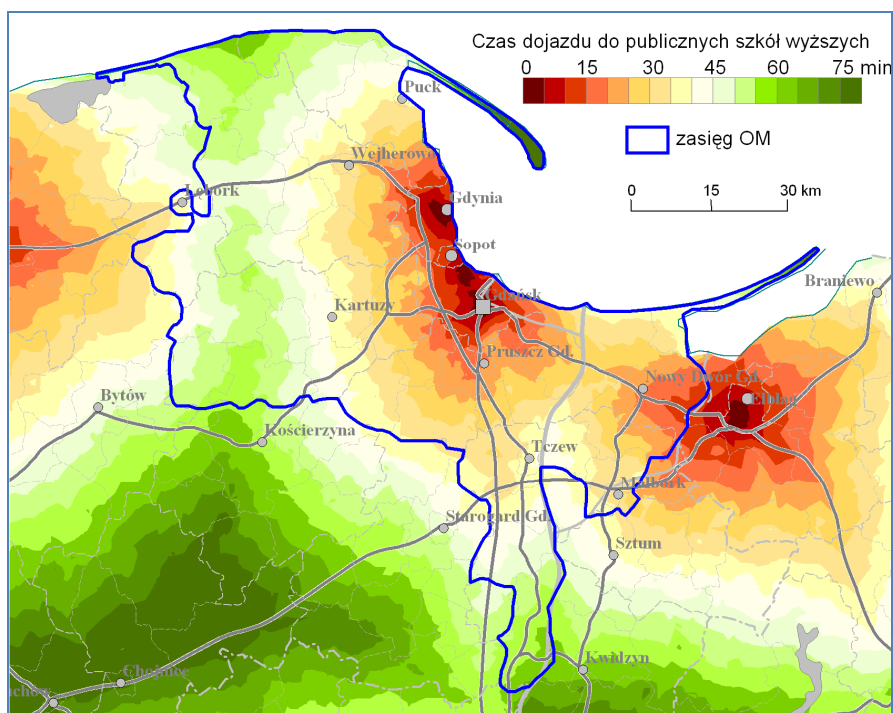 Czas dojazdu do publicznych szkół wyższych
0 15 30 45 60 75 min
zasięg OM
0 15 30 km
Puck
Wejherowo
Lębork
Gdynia
Sopot
Braniewo
Gdańsk
Kartuzy
Pruszcz Gd.
Nowy Dwór Gd.
Elbląg
Bytów
Kościerzyna
Tczew
Malbork
Starogard Gd.
Sztum
Kwidzyn
Chojnice
uchów